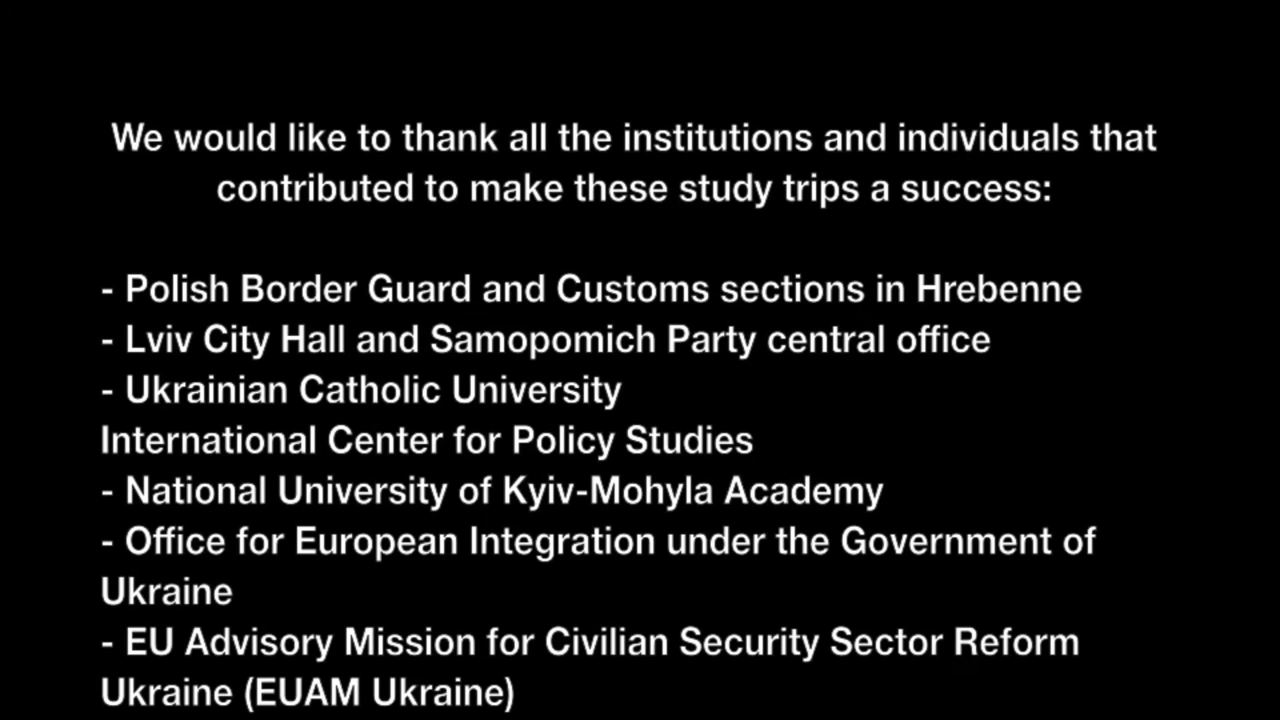 We would like to thank all the institutions and individuals that
contributed to make these study trips a success:
- Polish Border Guard and Customs sections in Hrebenne
- Lviv City Hall and Samopomich Party central office
- Ukrainian Catholic University
International Center for Policy Studies
- National University of Kyiv-Mohyla Academy
- Office for European Integration under the Government of
Ukraine
- EU Advisory Mission for Civilian Security Sector Reform
Ukraine (EUAM Ukraine)